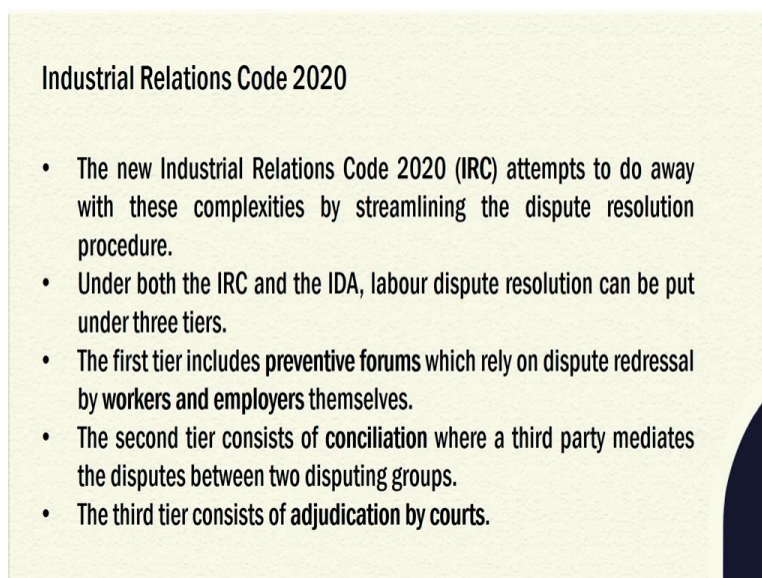 Industrial Relations Code 2020
• The new Industrial Relations Code 2020 (IRC) attempts to do away
with these complexities by streamlining the dispute resolution
procedure.
• Under both the IRC and the IDA, labour dispute resolution can be put
under three tiers.
• The first tier includes preventive forums which rely on dispute redressal
by workers and employers themselves.
• The second tier consists of conciliation where a third party mediates
the disputes between two disputing groups.
• The third tier consists of adjudication by courts.